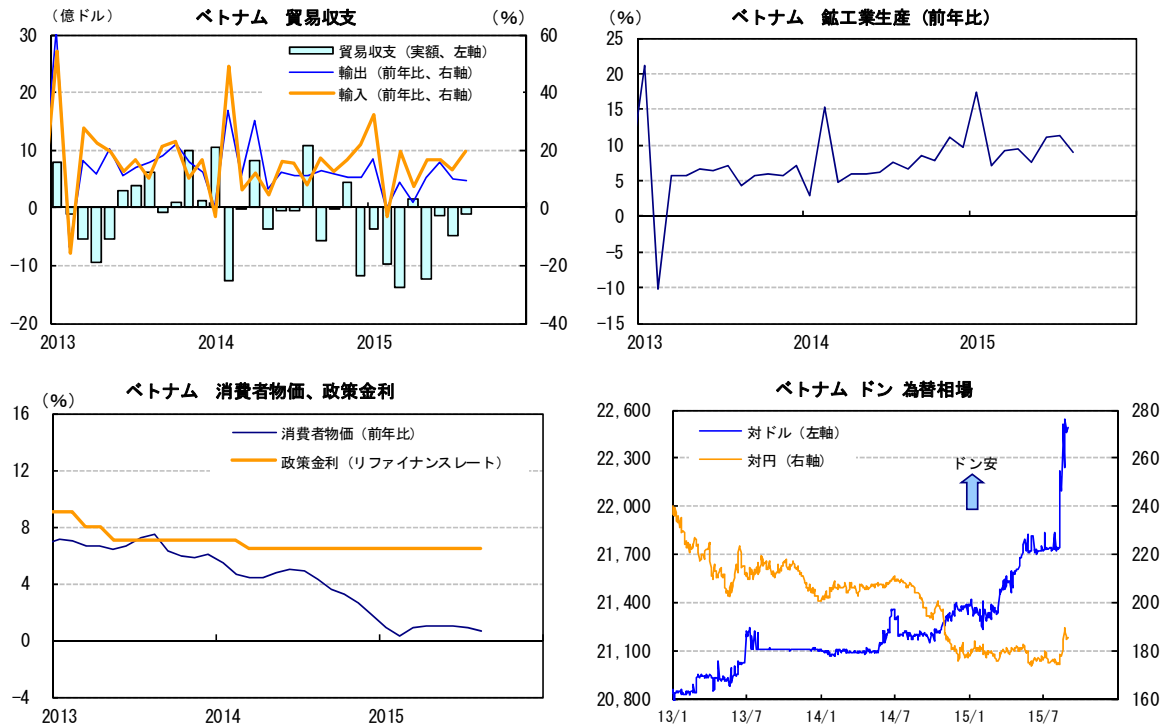 ベトナム 貿易収支
(億ドル)
(%)
30
20
10
0
-10
-20
60
40
20
0
-20
-40
貿易収支(実額、左軸)
輸出(前年比、右軸)
輸入(前年比、右軸)
2013 2014 2015
ベトナム 鉱工業生産(前年比)
(%)
25
20
15
10
5
0
-5
-10
-15
2013 2014 2015
ベトナム 消費者物価、政策金利
(%)
16
12
8
4
0
-4
消費者物価(前年比)
政策金利(リファイナンスレート)
2013 2014 2015
ベトナム ドン 為替相場
22,600
22,300
22,000
21,700
21,400
21,100
20,800
280
260
240
220
200
180
160
対ドル(左軸)
対円(右軸)
ドン安
13/1 13/7 14/1 14/7 15/1 15/7